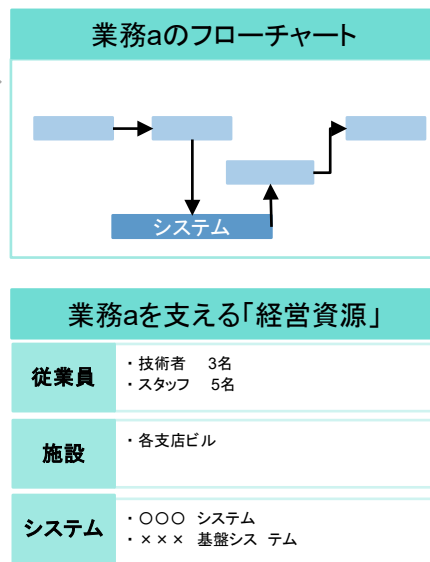 業務aのフローチャート
システム
業務aを支える「経営資源」
従業員
・技術者　3名
・スタッフ　5名
施設
・各支店ビル
システム
・○○○ システム
・××× 基盤シス テム